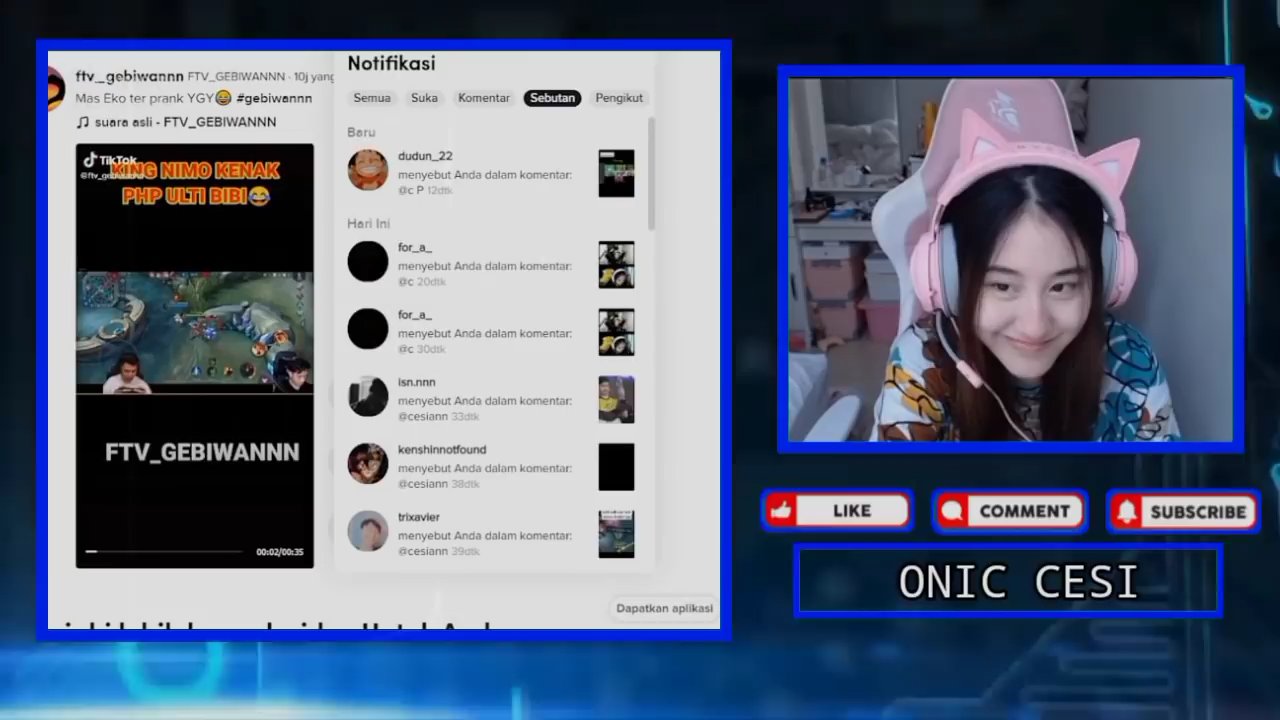 ftv_gebiwannn FTV_GEBIWANNN · 10j yang
Mas Eko ter prank YGY😂 #gebiwannn
suara asli - FTV_GEBIWANNN
TikTok
KING NIMO KENAK
PHP ULTI BIBI😂
FTV_GEBIWANNN
00:02/00:35
Notifikasi
Semua Suka Komentar Sebutan Pengikut
Baru
dudun_22
menyebut Anda dalam komentar:
@c P 12dtk
Hari Ini
for_a_
menyebut Anda dalam komentar:
@c 20dtk
for_a_
menyebut Anda dalam komentar:
@c 30dtk
isn.nnn
menyebut Anda dalam komentar:
@cesiann 33dtk
kenshinnotfound
menyebut Anda dalam komentar:
@cesiann 38dtk
trixavier
menyebut Anda dalam komentar:
@cesiann 39dtk
Dapatkan aplikasi
LIKE
COMMENT
SUBSCRIBE
ONIC CESI